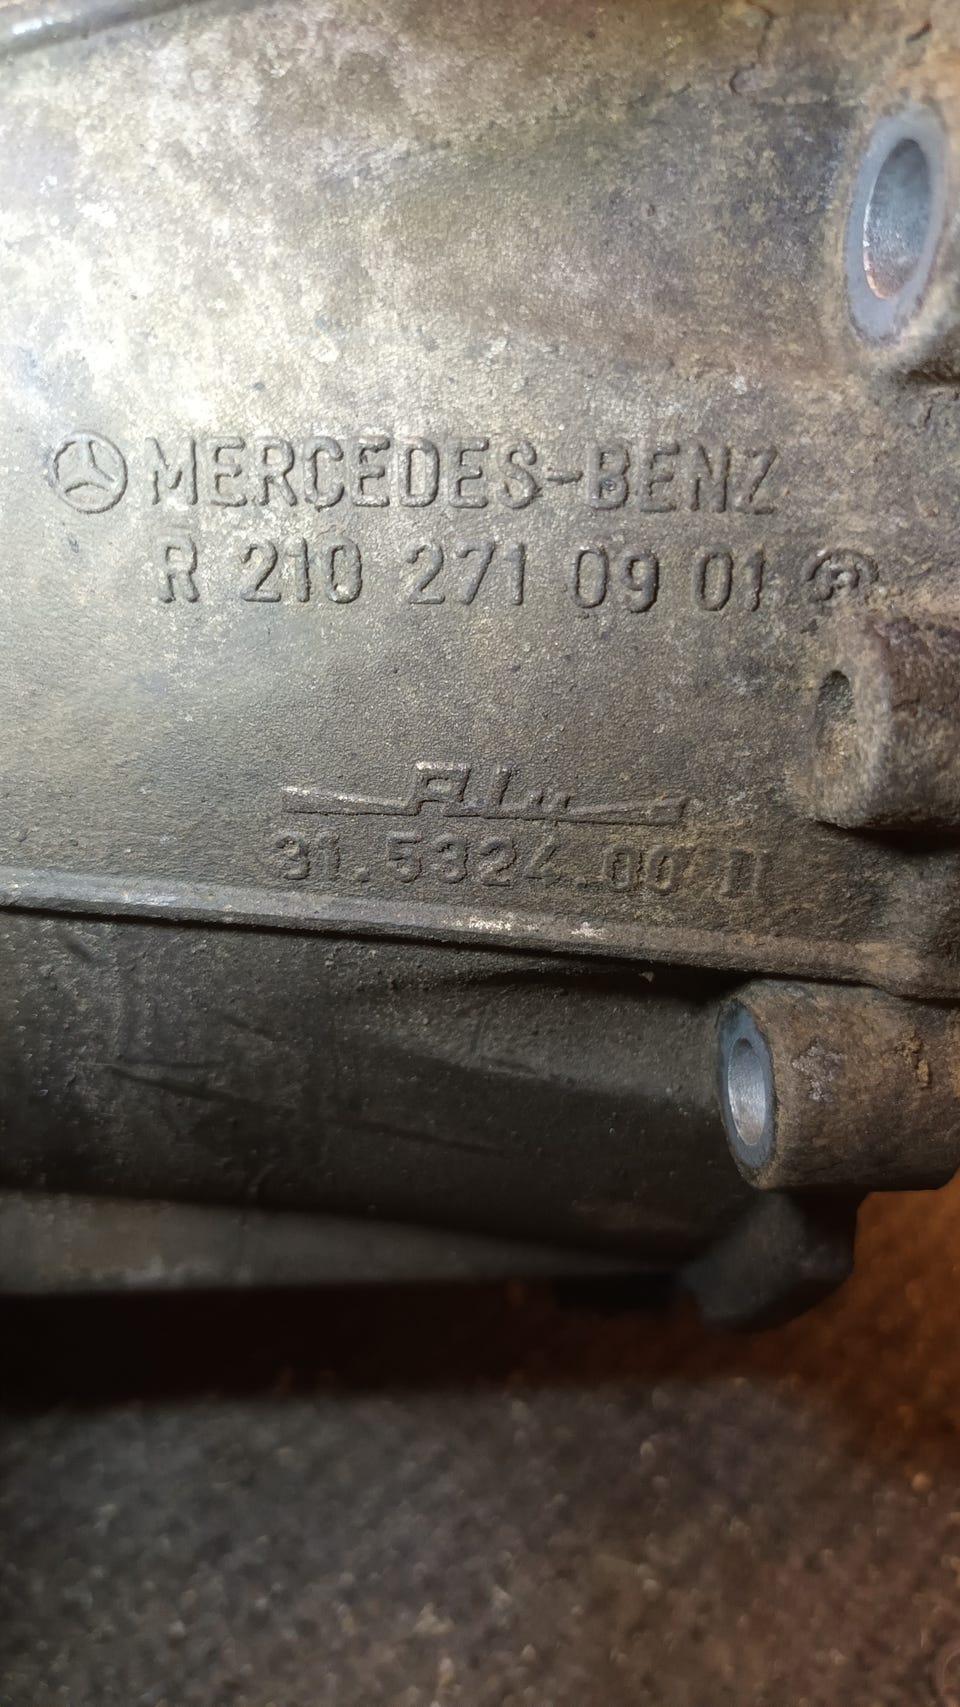 MERCEDES-BENZ
R 210 271 09 01
31.5324.00